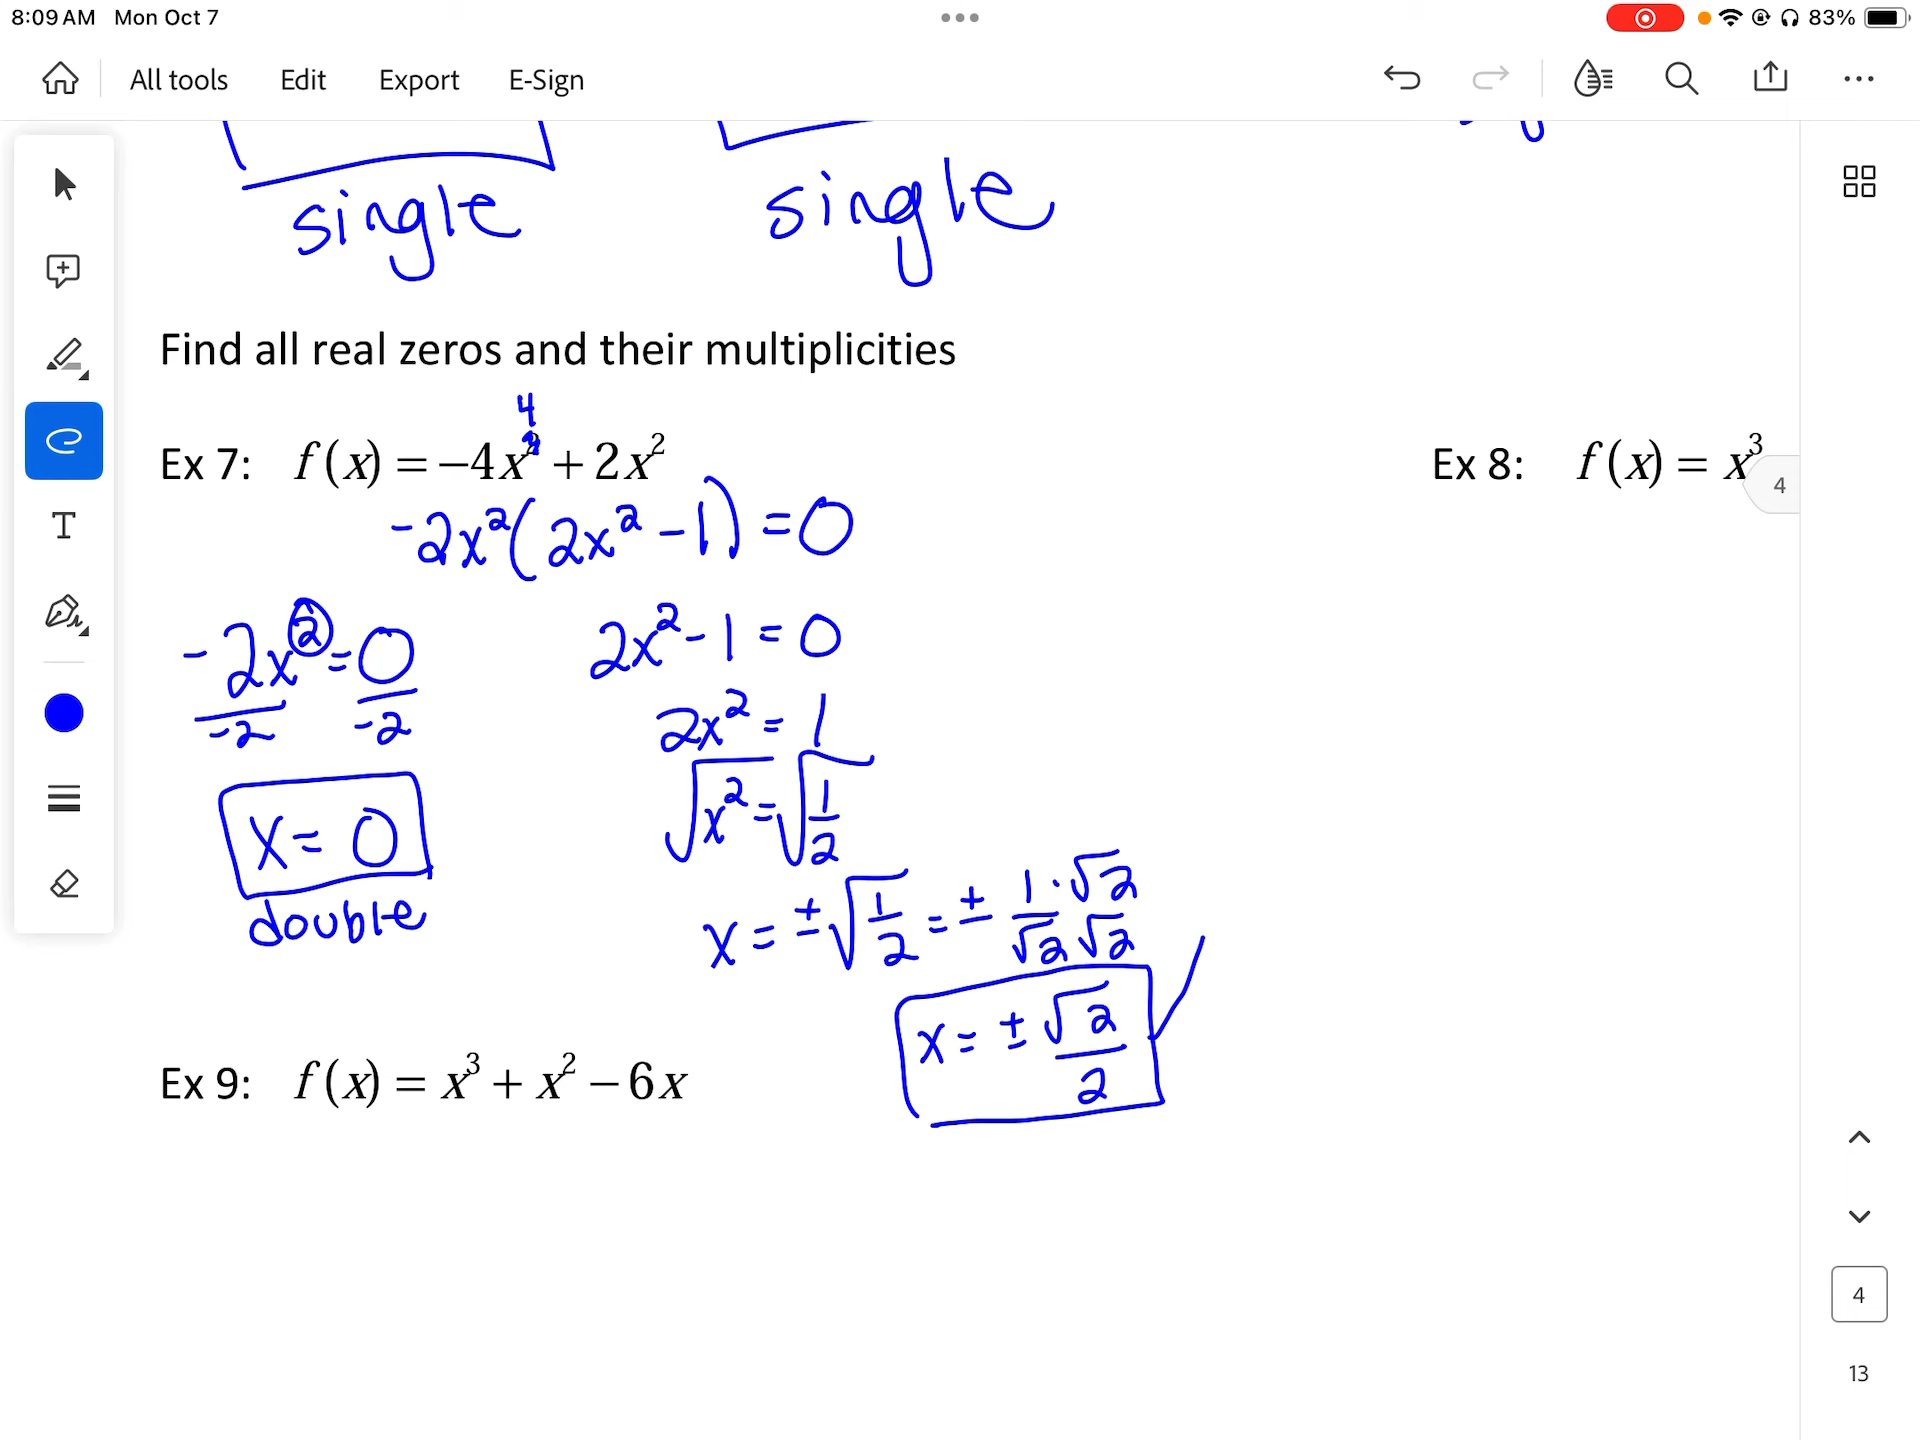 8:09 AM Mon Oct 7 83%
All tools Edit Export E-Sign
single single
Find all real zeros and their multiplicities
4
Ex 7: f(x) = −4x + 2x² Ex 8: f(x) = x³
4
-2x²(2x² - 1) = 0
-2x² = 0 2x² - 1 = 0
-2 -2 2x² = 1
√x² = √1/2
x = 0
double x = ±√1/2 = ± 1·√2/√2 √2
x = ± √2/2
Ex 9: f(x) = x³ + x² − 6x
4
13